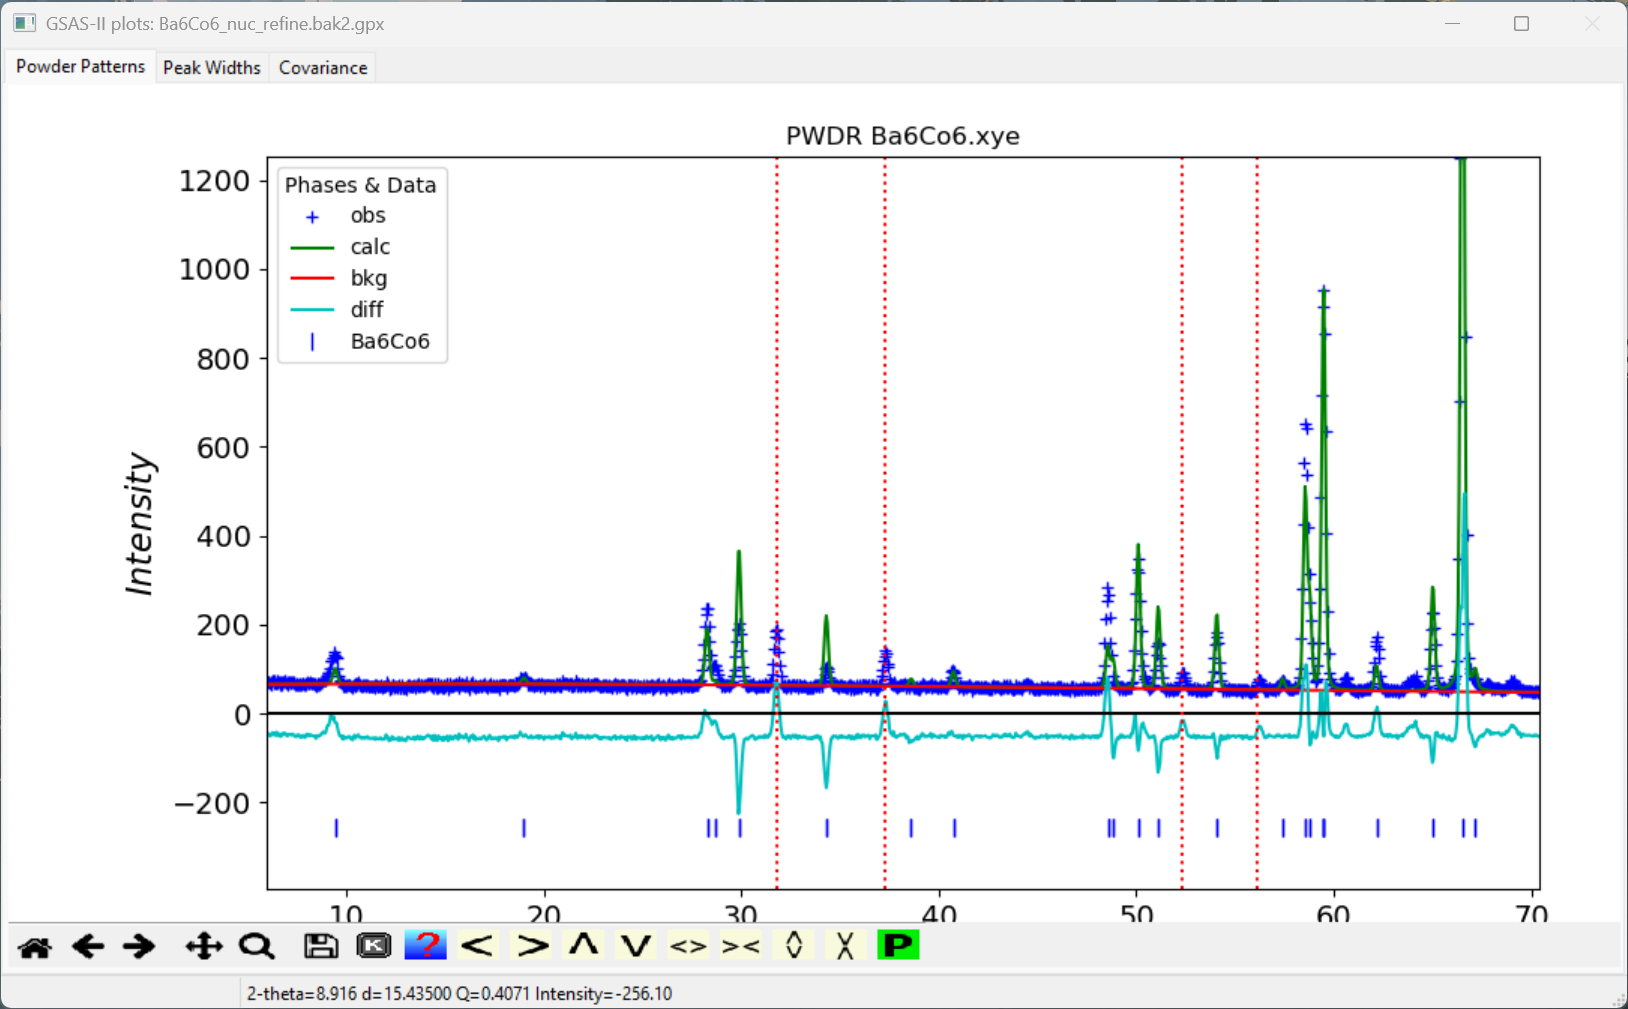 GSAS-II plots: Ba6Co6_nuc_refine.bak2.gpx
Powder Patterns Peak Widths Covariance
PWDR Ba6Co6.xye
Phases & Data
obs
calc
bkg
diff
Ba6Co6
1200
1000
800
600
400
200
0
−200
Intensity
10 20 30 40 50 60 70
K ? < > Λ V <> >< P
2-theta=8.916 d=15.43500 Q=0.4071 Intensity=-256.10